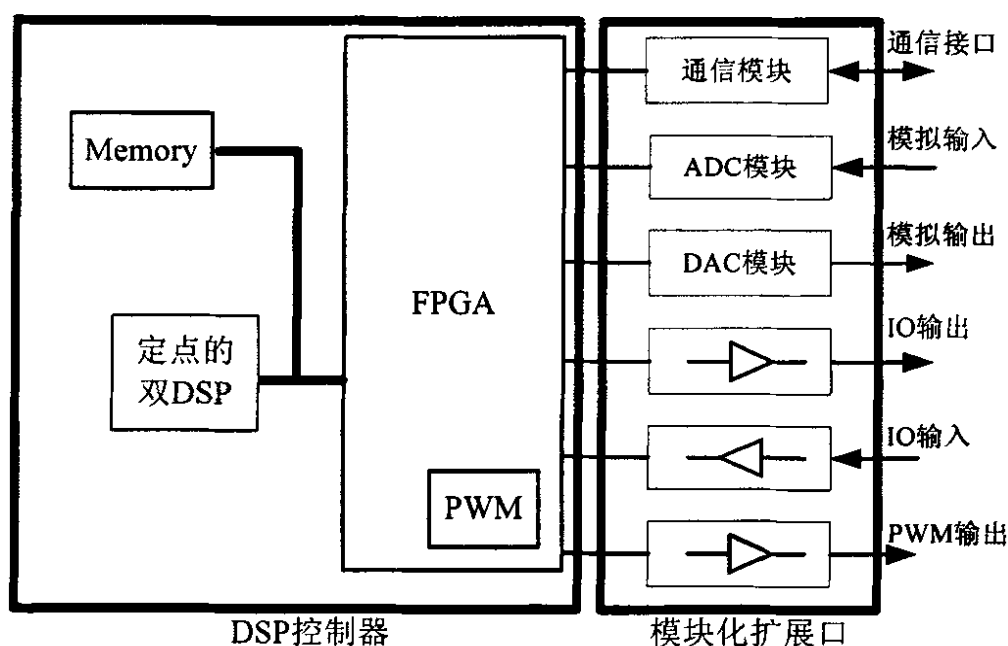 Memory
定点的
双DSP
FPGA
PWM
DSP控制器
通信模块
通信接口
ADC模块
模拟输入
DAC模块
模拟输出
IO输出
IO输入
PWM输出
模块化扩展口